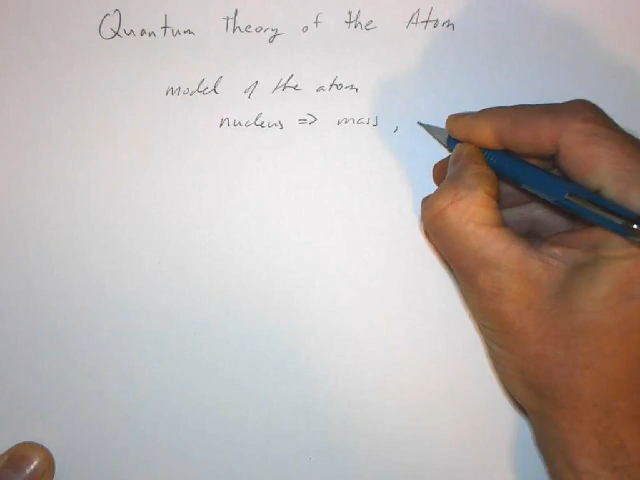 Quantum Theory of the Atom
model of the atom
nucleus => mass,